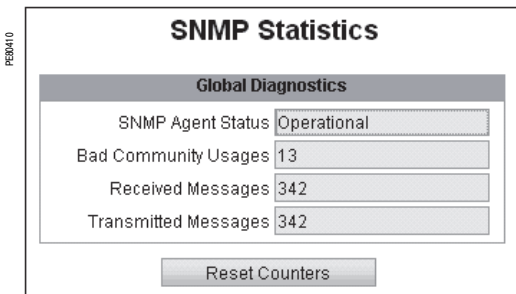 PE80410
SNMP Statistics
Global Diagnostics
SNMP Agent Status Operational
Bad Community Usages 13
Received Messages 342
Transmitted Messages 342
Reset Counters